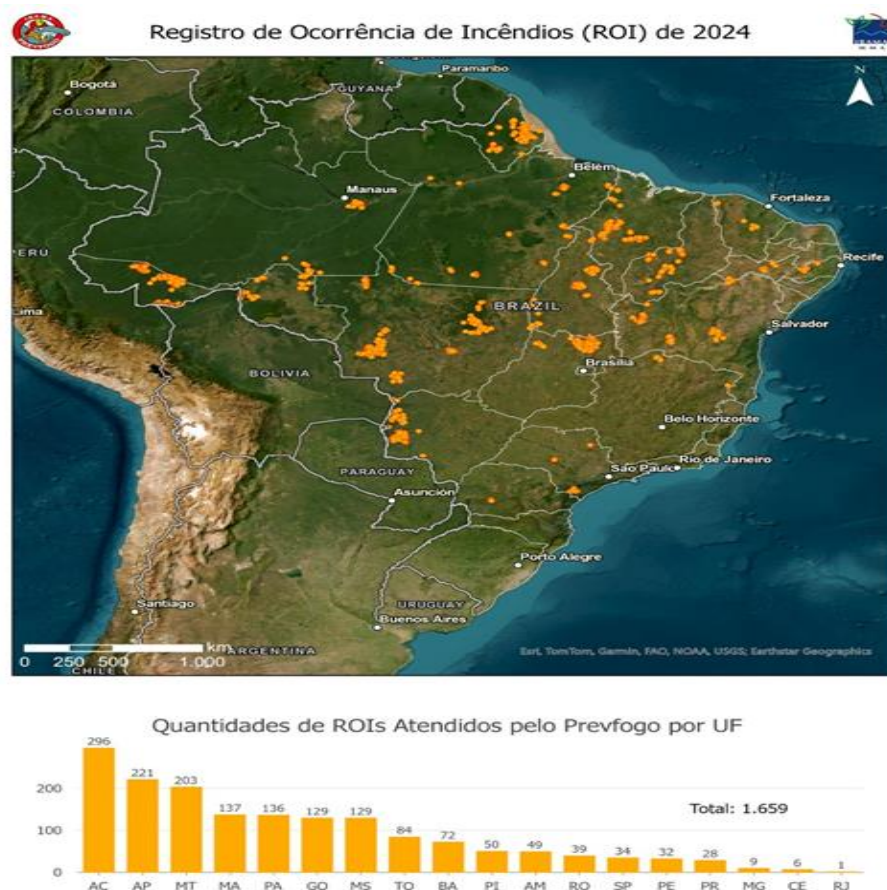 Registro de Ocorrência de Incêndios (ROI) de 2024
PREVFOGO
IBAMA
M M A
N
Paramaribo
Bogotá
GUYANA
COLOMBIA
Belém
Manaus
Fortaleza
PERÚ
Recife
BRAZIL
Lima
Salvador
BOLIVIA
Brasília
Belo Horizonte
Rio de Janeiro
São Paulo
PARAGUAY
Asunción
Porto Alegre
Santiago
URUGUAY
Buenos Aires
km
ARGENTINA
0 250 500 1.000
CHILE
Esri, TomTom, Garmin, FAO, NOAA, USGS; Earthstar Geographics
Quantidades de ROIs Atendidos pelo Prevfogo por UF
296
221
203
137 136 129 129
84 72 50 49 39 34 32 28 9 6 1
Total: 1.659
200
100
0
AC AP MT MA PA GO MS TO BA PI AM RO SP PE PR MG CE RJ